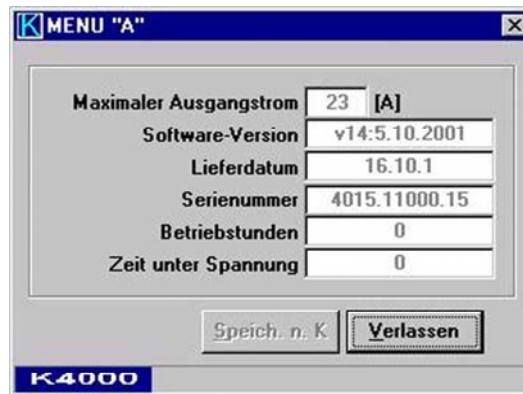 K MENU "A"
Maximaler Ausgangstrom 23 [A]
Software-Version v14:5.10.2001
Lieferdatum 16.10.1
Serienummer 4015.11000.15
Betriebstunden 0
Zeit unter Spannung 0
Speich. n. K Verlassen
K4000